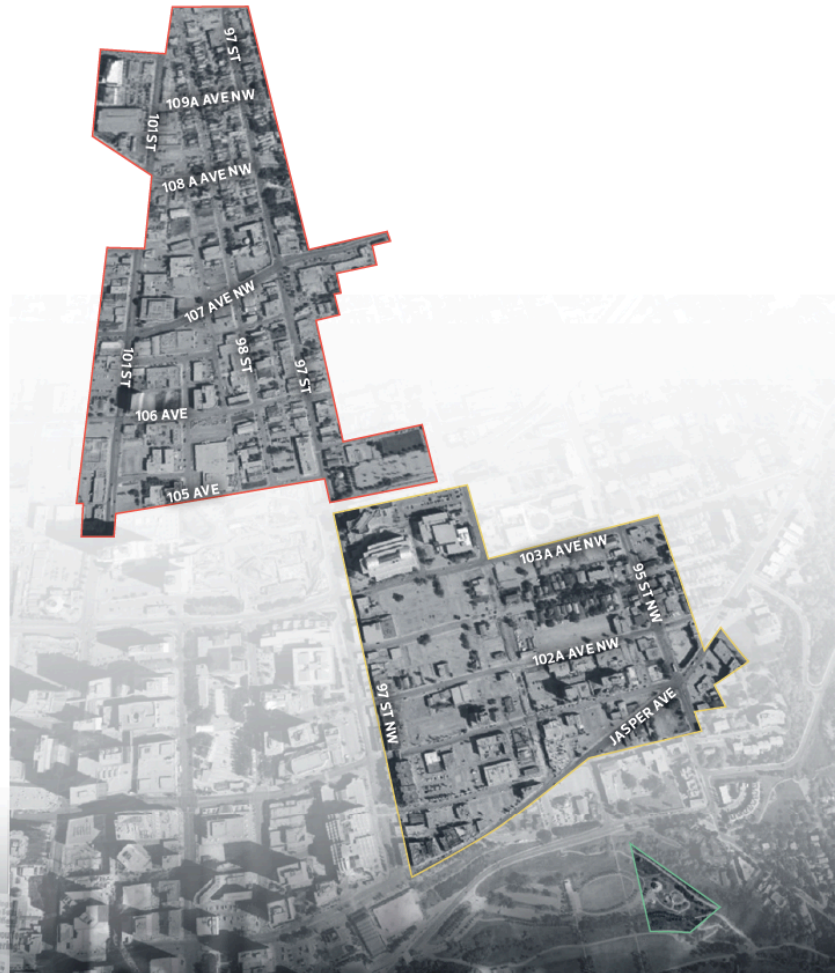 97 ST
109A AVE NW
101 ST
108 A AVE NW
107 AVE NW
98 ST
101 ST
97 ST
106 AVE
105 AVE
103A AVE NW
95 ST NW
102A AVE NW
97 ST NW
JASPER AVE